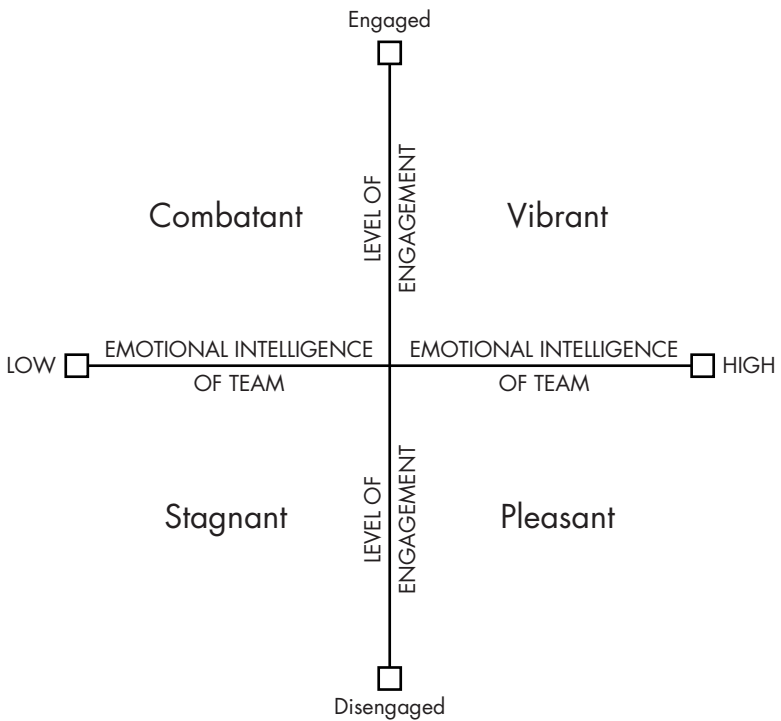 Engaged
LEVEL OF
ENGAGEMENT
Combatant
Vibrant
LOW
EMOTIONAL INTELLIGENCE
OF TEAM
EMOTIONAL INTELLIGENCE
OF TEAM
HIGH
LEVEL OF
ENGAGEMENT
Stagnant
Pleasant
Disengaged